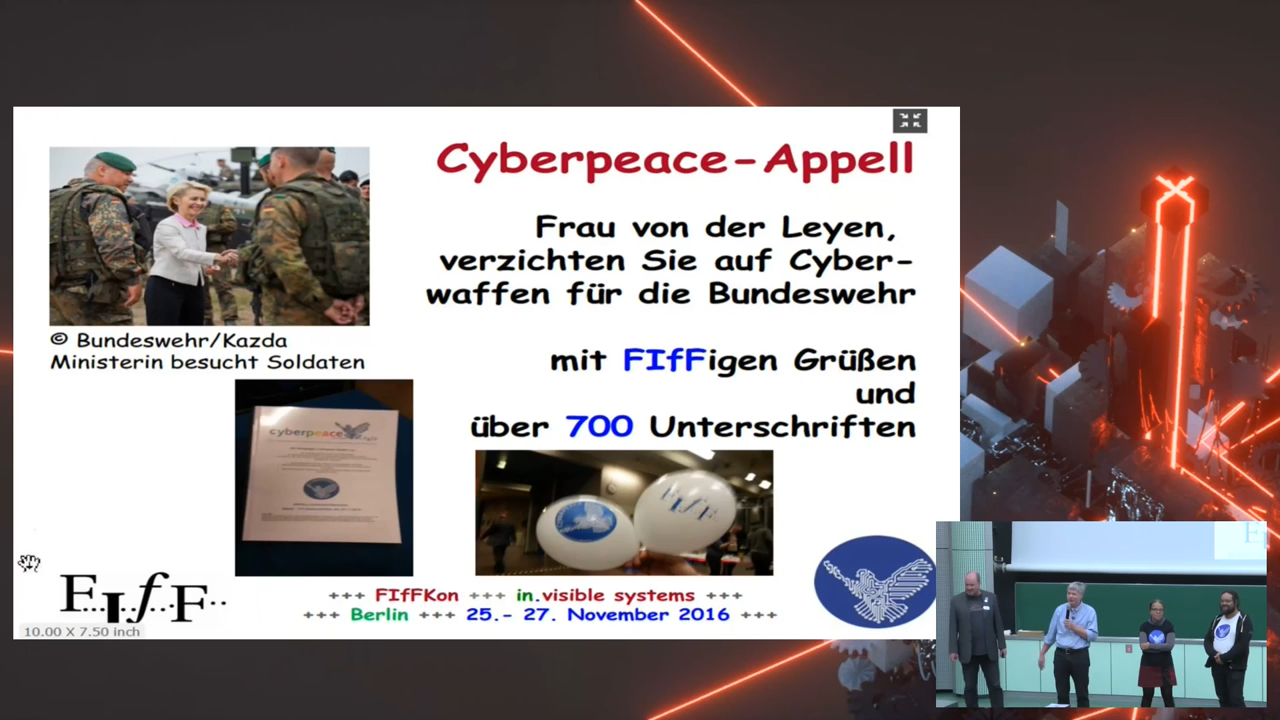 Cyberpeace-Appell
Frau von der Leyen,
verzichten Sie auf Cyber-
waffen für die Bundeswehr
© Bundeswehr/Kazda
Ministerin besucht Soldaten
mit FIfFigen Grüßen
und
über 700 Unterschriften
cyberpeace
FIfF
FIfF
+++ FIfFKon +++ in.visible systems +++
+++ Berlin +++ 25.- 27. November 2016 +++
10.00 X 7.50 inch